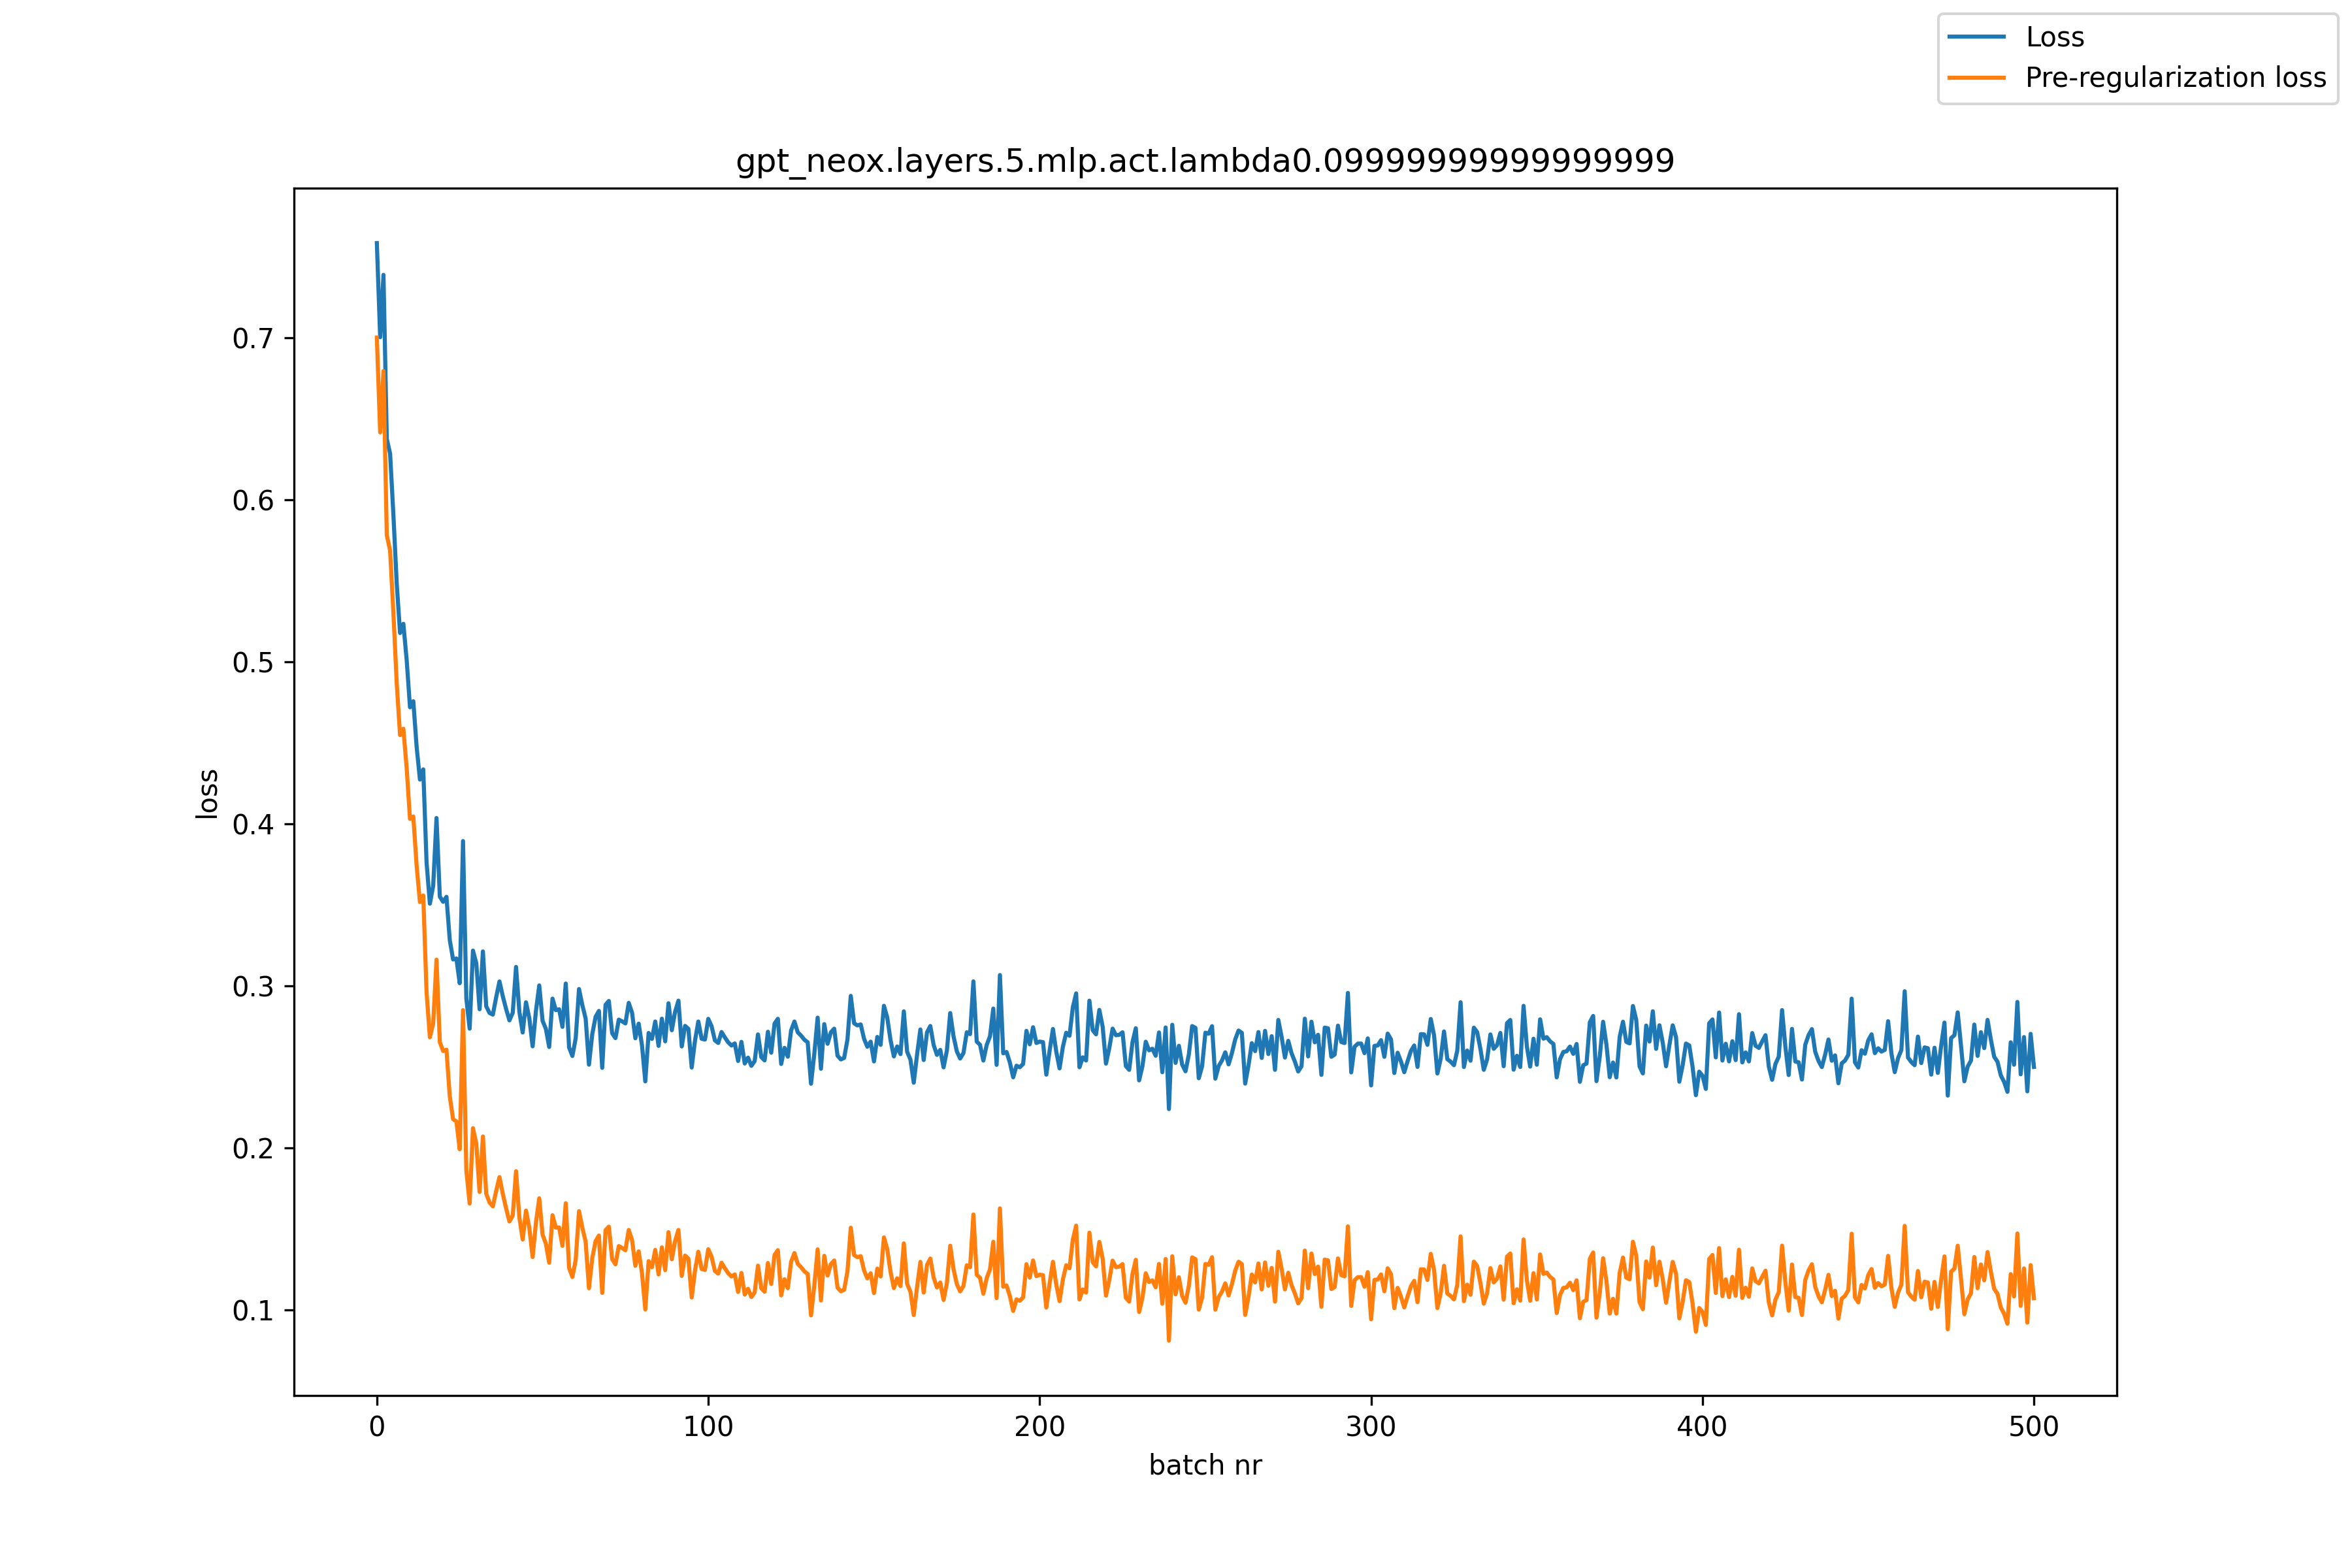 Loss
Pre-regularization loss
gpt_neox.layers.5.mlp.act.lambda0.09999999999999999
0.7
0.6
0.5
0.4
0.3
0.2
0.1
loss
0
100
200
300
400
500
batch nr